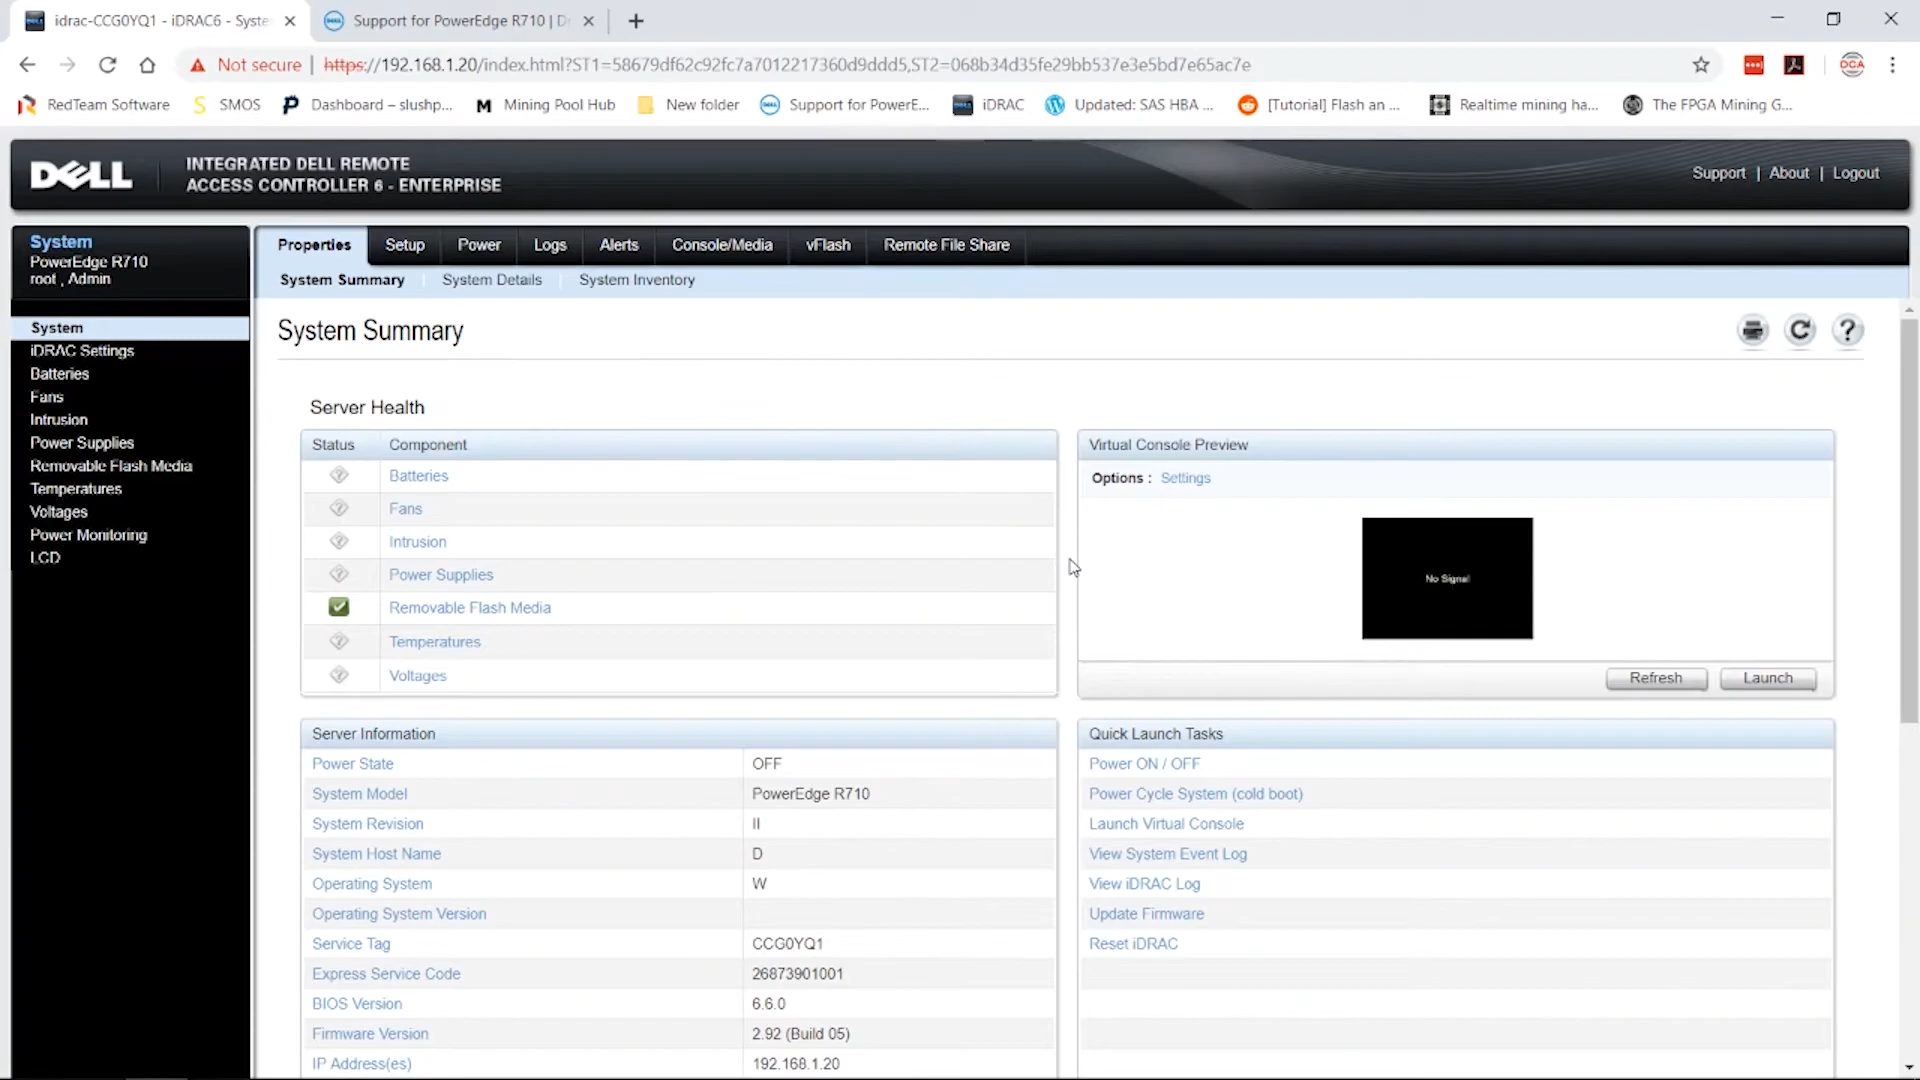 idrac-CCG0YQ1 - iDRAC6 - Syste
Support for PowerEdge R710 | D
Not secure | https://192.168.1.20/index.html?ST1=58679df62c92fc7a7012217360d9ddd5,ST2=068b34d35fe29bb537e3e5bd7e65ac7e
RedTeam Software
SMOS
Dashboard – slushp...
Mining Pool Hub
New folder
Support for PowerE...
iDRAC
Updated: SAS HBA ...
[Tutorial] Flash an ...
Realtime mining ha...
The FPGA Mining G...
DELL
INTEGRATED DELL REMOTE
ACCESS CONTROLLER 6 - ENTERPRISE
Support | About | Logout
System
PowerEdge R710
root , Admin
Properties
Setup
Power
Logs
Alerts
Console/Media
vFlash
Remote File Share
System Summary
System Details
System Inventory
System
iDRAC Settings
Batteries
Fans
Intrusion
Power Supplies
Removable Flash Media
Temperatures
Voltages
Power Monitoring
LCD
System Summary
Server Health
Status Component
Batteries
Fans
Intrusion
Power Supplies
Removable Flash Media
Temperatures
Voltages
Virtual Console Preview
Options : Settings
No Signal
Refresh
Launch
Server Information
Power State OFF
System Model PowerEdge R710
System Revision II
System Host Name D
Operating System W
Operating System Version
Service Tag CCG0YQ1
Express Service Code 26873901001
BIOS Version 6.6.0
Firmware Version 2.92 (Build 05)
IP Address(es) 192.168.1.20
Quick Launch Tasks
Power ON / OFF
Power Cycle System (cold boot)
Launch Virtual Console
View System Event Log
View iDRAC Log
Update Firmware
Reset iDRAC